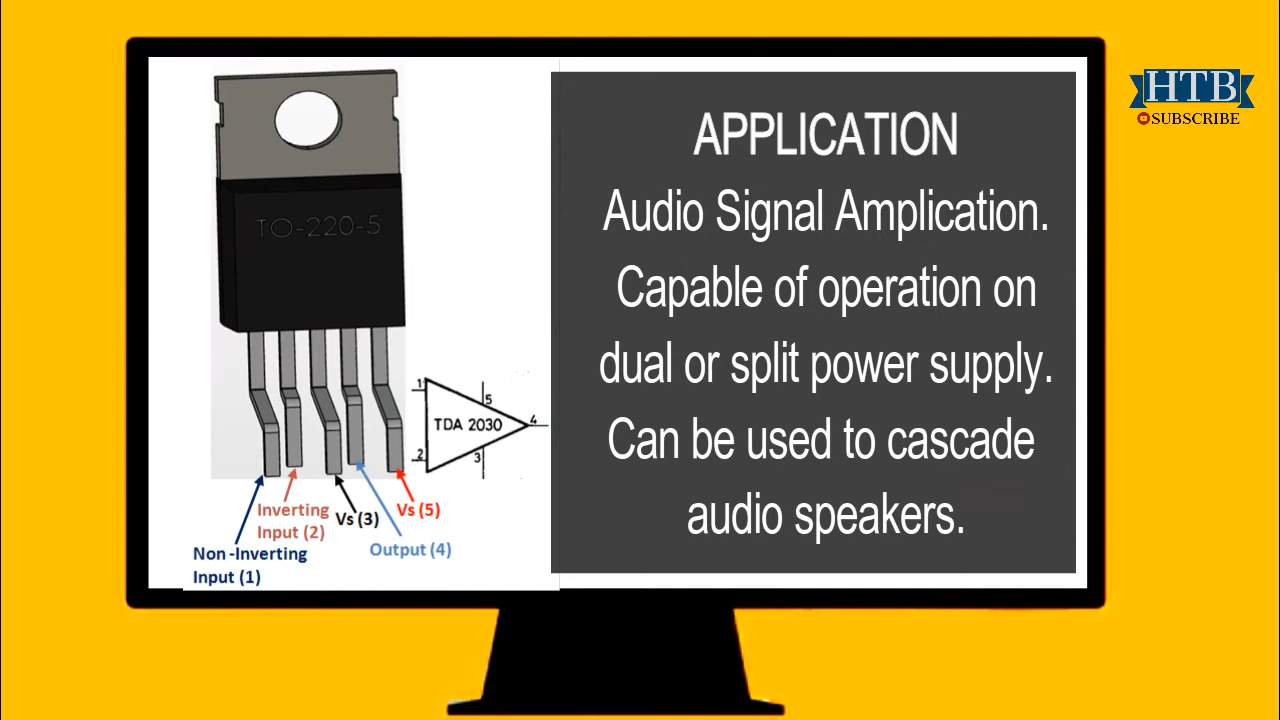 HTB
SUBSCRIBE
APPLICATION
Audio Signal Amplication.
Capable of operation on
dual or split power supply.
Can be used to cascade
audio speakers.
TO-220-5
1
5
TDA 2030
4
2
3
Inverting
Input (2)
Vs (3)
Vs (5)
Output (4)
Non-Inverting
Input (1)